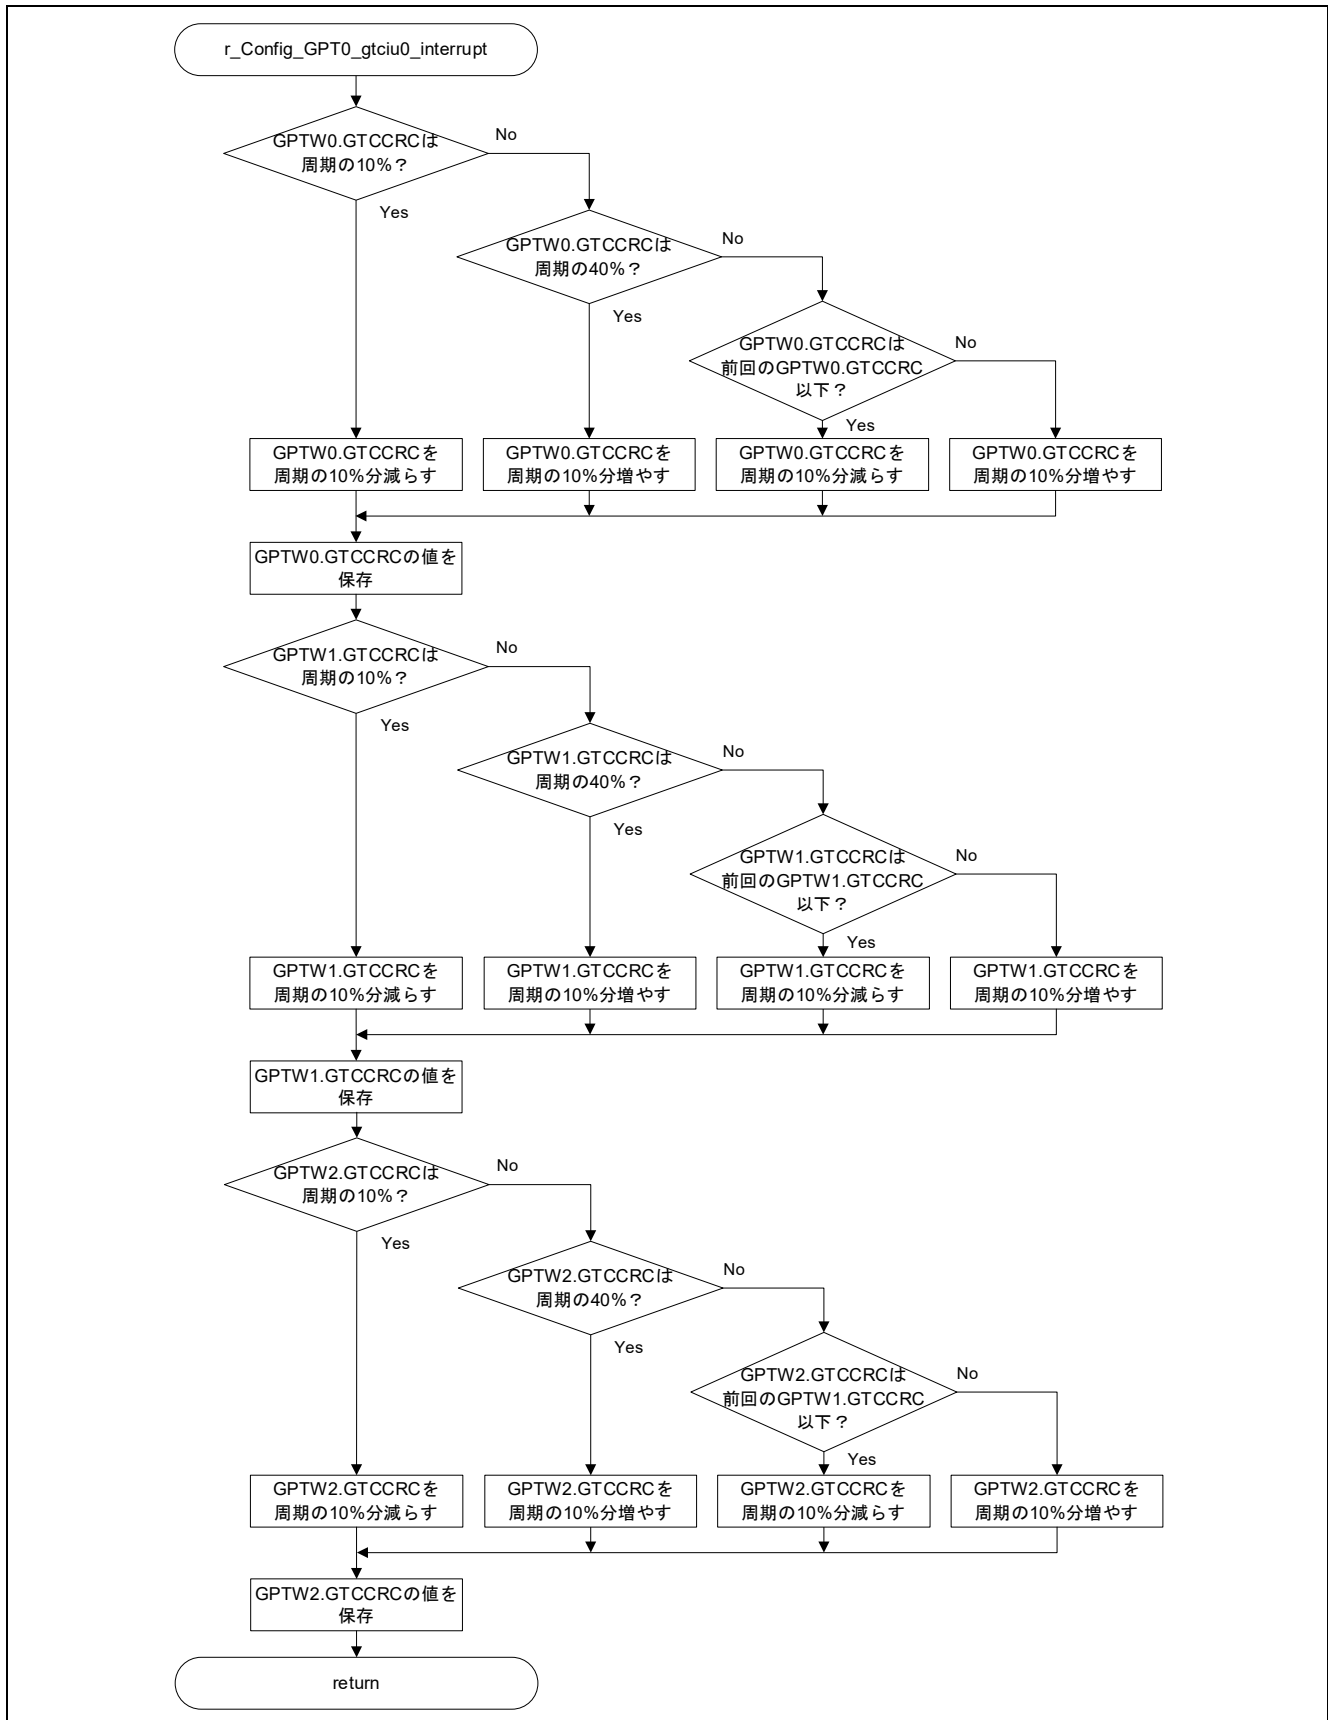 r_Config_GPT0_gtciu0_interrupt
GPTW0.GTCCRCは
周期の10%？
No
Yes
GPTW0.GTCCRCは
周期の40%？
No
Yes
GPTW0.GTCCRCは
前回のGPTW0.GTCCRC
以下？
No
Yes
GPTW0.GTCCRCを
周期の10%分減らす
GPTW0.GTCCRCを
周期の10%分増やす
GPTW0.GTCCRCを
周期の10%分減らす
GPTW0.GTCCRCを
周期の10%分増やす
GPTW0.GTCCRCの値を
保存
GPTW1.GTCCRCは
周期の10%？
No
Yes
GPTW1.GTCCRCは
周期の40%？
No
Yes
GPTW1.GTCCRCは
前回のGPTW1.GTCCRC
以下？
No
Yes
GPTW1.GTCCRCを
周期の10%分減らす
GPTW1.GTCCRCを
周期の10%分増やす
GPTW1.GTCCRCを
周期の10%分減らす
GPTW1.GTCCRCを
周期の10%分増やす
GPTW1.GTCCRCの値を
保存
GPTW2.GTCCRCは
周期の10%？
No
Yes
GPTW2.GTCCRCは
周期の40%？
No
Yes
GPTW2.GTCCRCは
前回のGPTW1.GTCCRC
以下？
No
Yes
GPTW2.GTCCRCを
周期の10%分減らす
GPTW2.GTCCRCを
周期の10%分増やす
GPTW2.GTCCRCを
周期の10%分減らす
GPTW2.GTCCRCを
周期の10%分増やす
GPTW2.GTCCRCの値を
保存
return